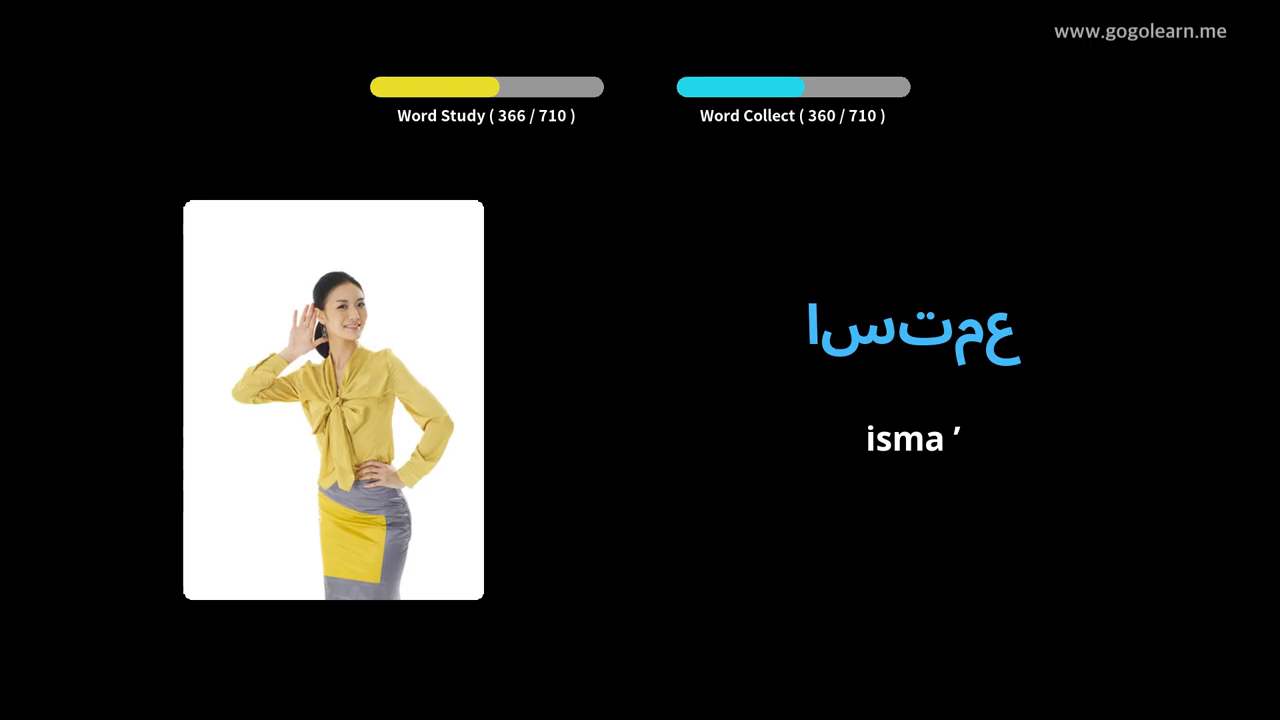 www.gogolearn.me
Word Study ( 366 / 710 )
Word Collect ( 360 / 710 )
استمع
isma ’